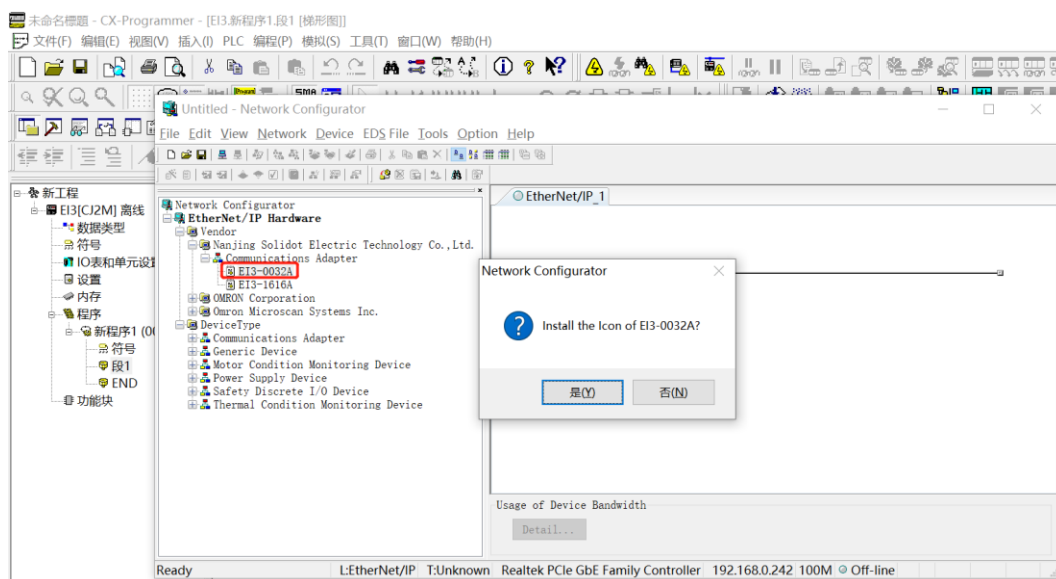 未命名標題 - CX-Programmer - [EI3.新程序1.段1 [梯形图]]
文件(F) 编辑(E) 视图(V) 插入(I) PLC 编程(P) 模拟(S) 工具(T) 窗口(W) 帮助(H)
Untitled - Network Configurator
File Edit View Network Device EDS File Tools Option Help
新工程
EI3[CJ2M] 离线
数据类型
符号
IO表和单元设
设置
内存
程序
新程序1 (00
符号
段1
END
功能块
Network Configurator
EtherNet/IP Hardware
Vendor
Nanjing Solidot Electric Technology Co.,Ltd.
Communications Adapter
EI3-0032A
EI3-1616A
OMRON Corporation
Omron Microscan Systems Inc.
DeviceType
Communications Adapter
Generic Device
Motor Condition Monitoring Device
Power Supply Device
Safety Discrete I/O Device
Thermal Condition Monitoring Device
EtherNet/IP_1
Network Configurator
Install the Icon of EI3-0032A?
是(Y) 否(N)
Usage of Device Bandwidth
Detail...
Ready L:EtherNet/IP T:Unknown Realtek PCIe GbE Family Controller 192.168.0.242 100M Off-line